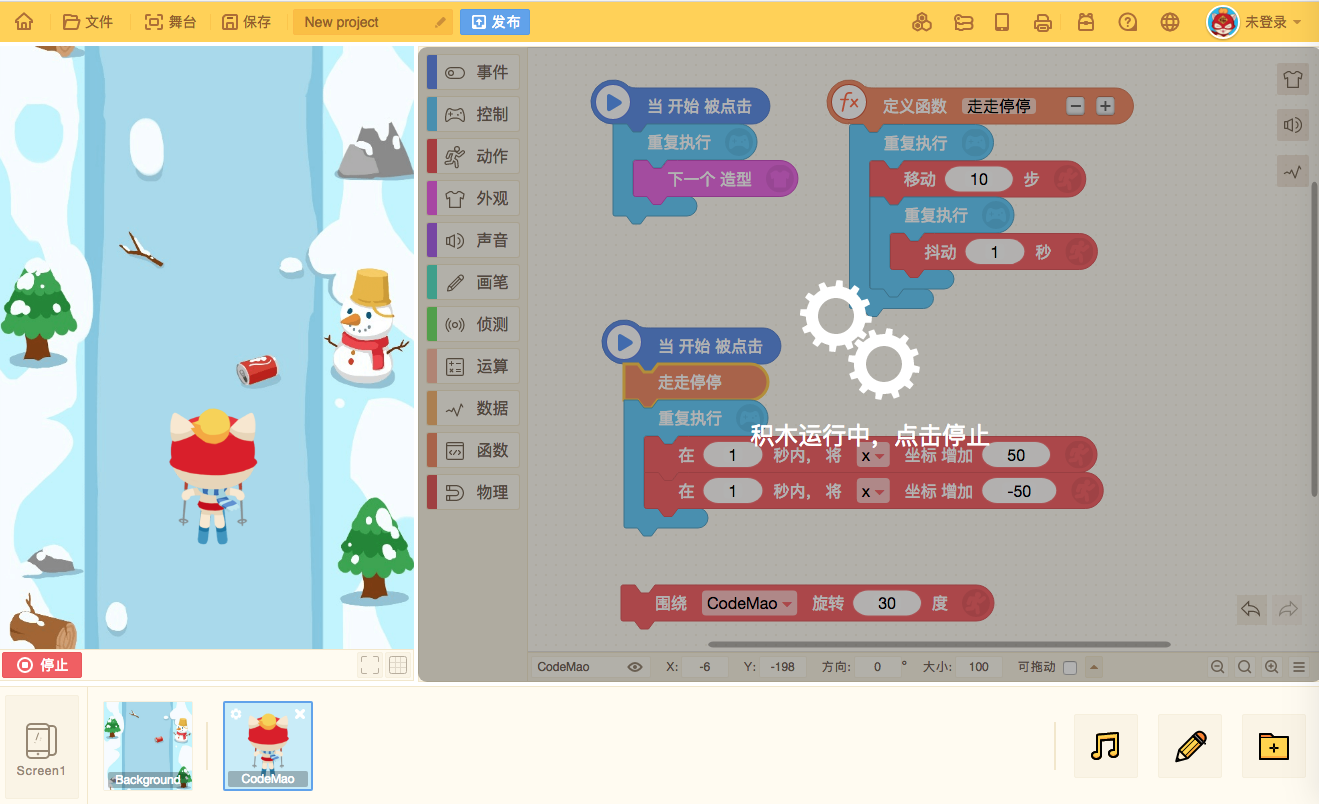 文件 舞台 保存 New project 发布 未登录
事件
控制
动作
外观
声音
画笔
侦测
运算
数据
函数
物理
当 开始 被点击
重复执行
下一个 造型
fx 定义函数 走走停停 − +
重复执行
移动 10 步
重复执行
抖动 1 秒
当 开始 被点击
走走停停
重复执行
积木运行中，点击停止
在 1 秒内，将 x 坐标 增加 50
在 1 秒内，将 x 坐标 增加 -50
围绕 CodeMao 旋转 30 度
停止
CodeMao X: -6 Y: -198 方向: 0 ° 大小: 100 可拖动
Screen1
Background
CodeMao